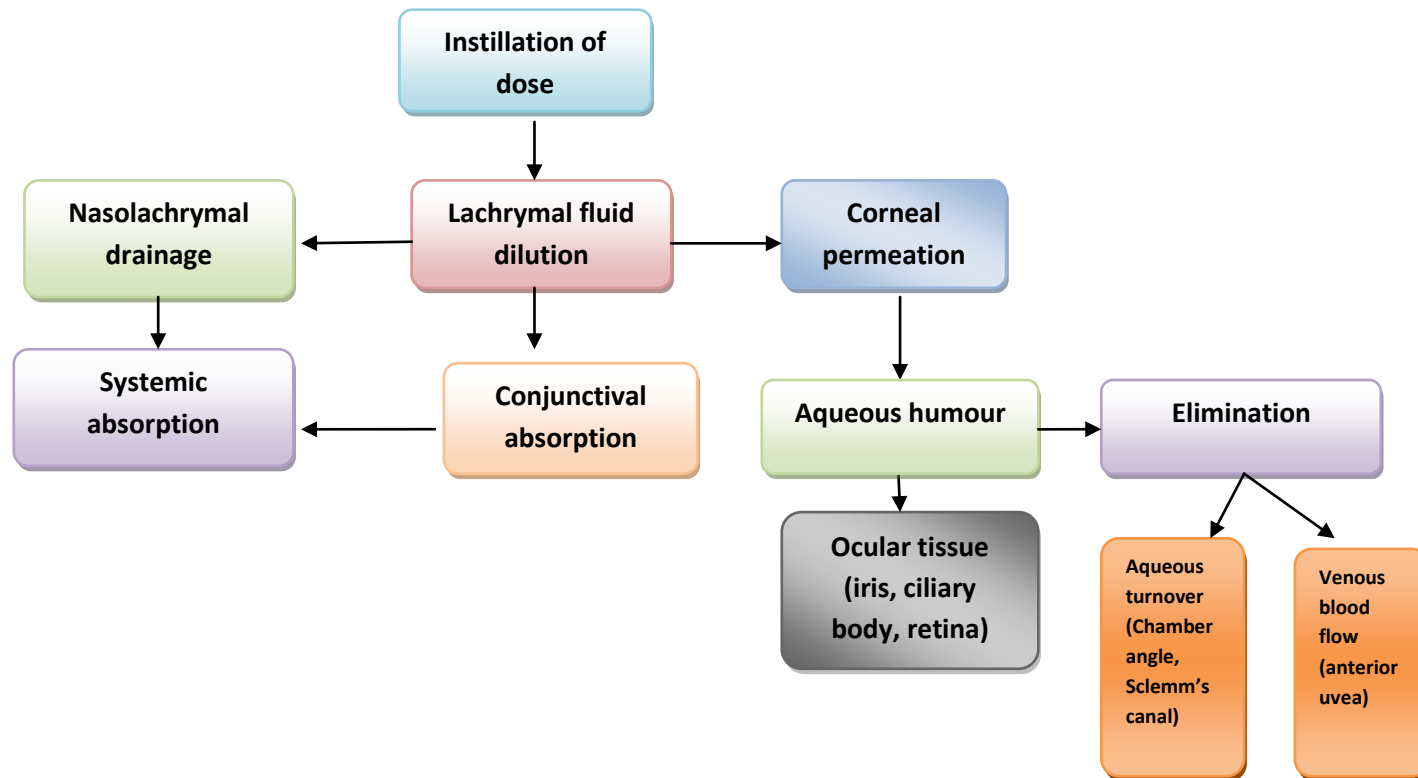 Instillation of
dose
Nasolachrymal
drainage
Lachrymal fluid
dilution
Corneal
permeation
Systemic
absorption
Conjunctival
absorption
Aqueous humour
Elimination
Ocular tissue
(iris, ciliary
body, retina)
Aqueous
turnover
(Chamber
angle,
Sclemm’s
canal)
Venous
blood
flow
(anterior
uvea)